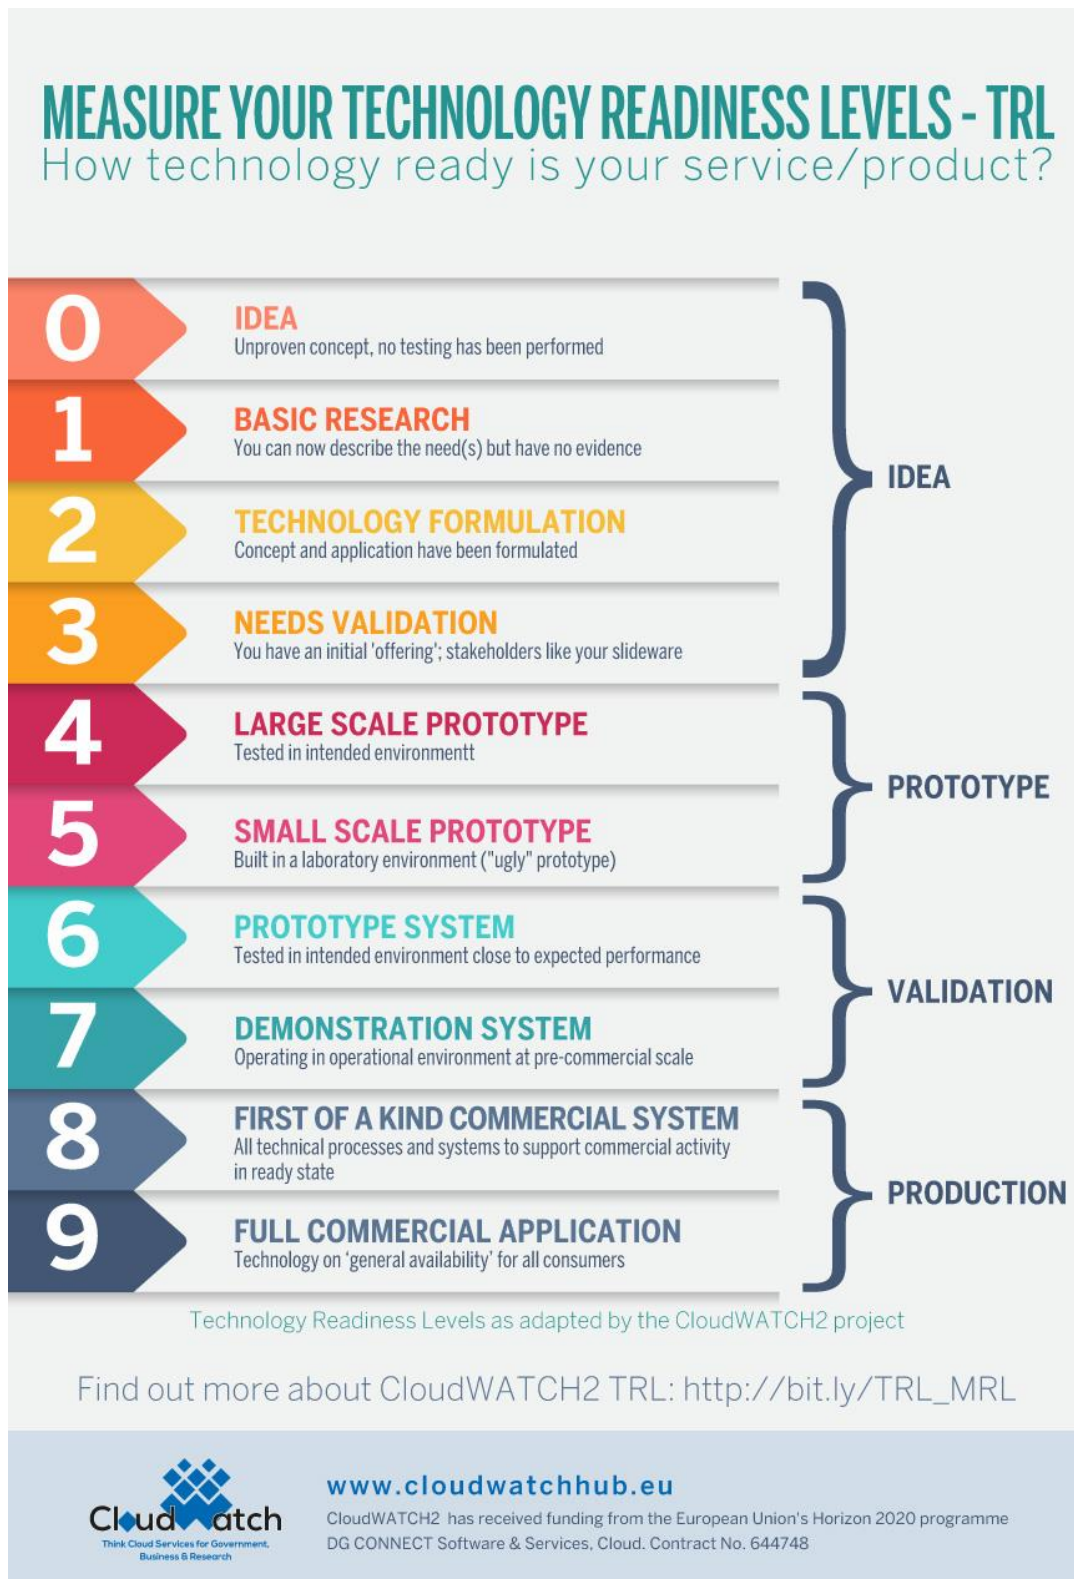 MEASURE YOUR TECHNOLOGY READINESS LEVELS - TRL
How technology ready is your service/product?
0
IDEA
Unproven concept, no testing has been performed
1
BASIC RESEARCH
You can now describe the need(s) but have no evidence
2
TECHNOLOGY FORMULATION
Concept and application have been formulated
3
NEEDS VALIDATION
You have an initial 'offering'; stakeholders like your slideware
IDEA
4
LARGE SCALE PROTOTYPE
Tested in intended environmentt
5
SMALL SCALE PROTOTYPE
Built in a laboratory environment ("ugly" prototype)
PROTOTYPE
6
PROTOTYPE SYSTEM
Tested in intended environment close to expected performance
7
DEMONSTRATION SYSTEM
Operating in operational environment at pre-commercial scale
VALIDATION
8
FIRST OF A KIND COMMERCIAL SYSTEM
All technical processes and systems to support commercial activity
in ready state
9
FULL COMMERCIAL APPLICATION
Technology on ‘general availability’ for all consumers
PRODUCTION
Technology Readiness Levels as adapted by the CloudWATCH2 project
Find out more about CloudWATCH2 TRL: http://bit.ly/TRL_MRL
CloudWatch
Think Cloud Services for Government,
Business & Research
www.cloudwatchhub.eu
CloudWATCH2 has received funding from the European Union's Horizon 2020 programme
DG CONNECT Software & Services, Cloud. Contract No. 644748